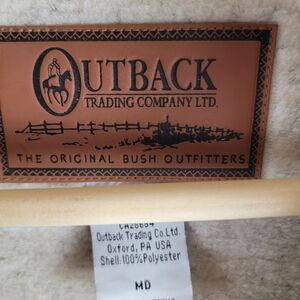 OUTBACK
TRADING COMPANY LTD.
THE ORIGINAL BUSH OUTFITTERS
CA28664
Outback Trading Co.Ltd.
Oxford, PA USA
Shell:100%Polyester
MD